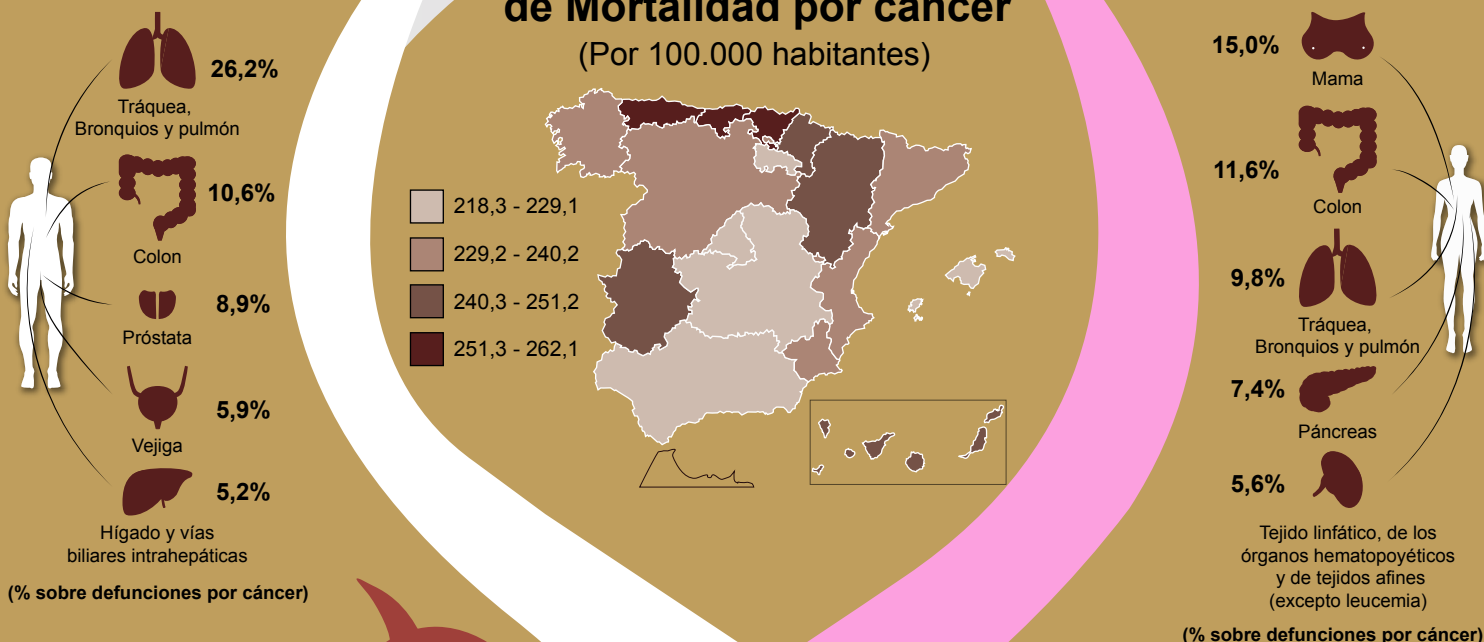 de Mortalidad por cáncer
(Por 100.000 habitantes)
26,2%
Tráquea,
Bronquios y pulmón
10,6%
Colon
8,9%
Próstata
5,9%
Vejiga
5,2%
Hígado y vías
biliares intrahepáticas
(% sobre defunciones por cáncer)
218,3 - 229,1
229,2 - 240,2
240,3 - 251,2
251,3 - 262,1
15,0%
Mama
11,6%
Colon
9,8%
Tráquea,
Bronquios y pulmón
7,4%
Páncreas
5,6%
Tejido linfático, de los
órganos hematopoyéticos
y de tejidos afines
(excepto leucemia)
(% sobre defunciones por cáncer)